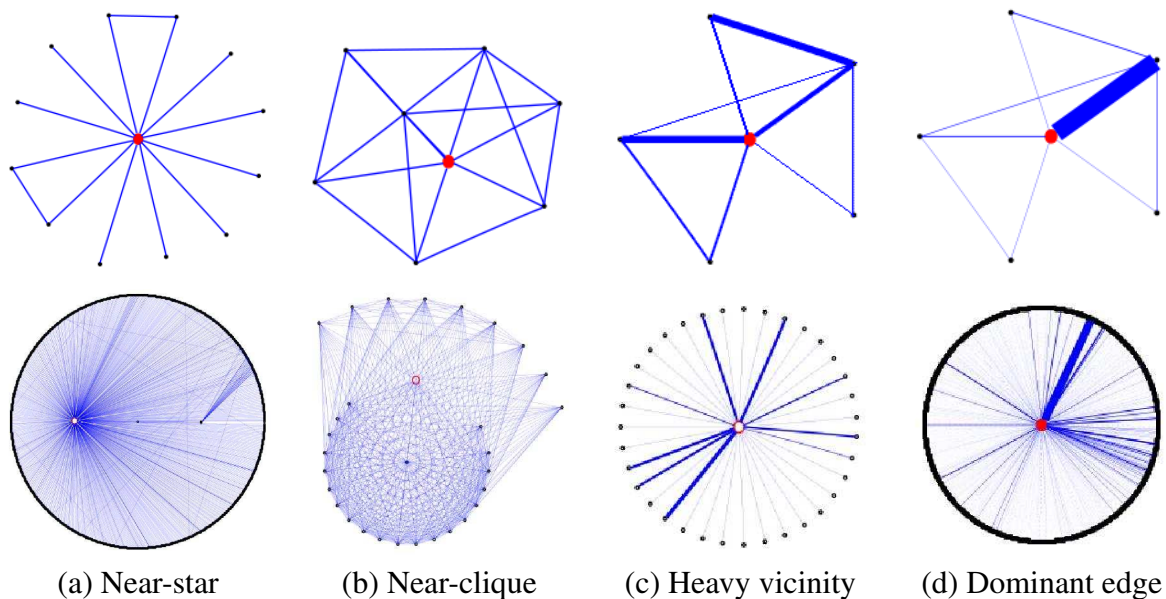 (a) Near-star
(b) Near-clique
(c) Heavy vicinity
(d) Dominant edge